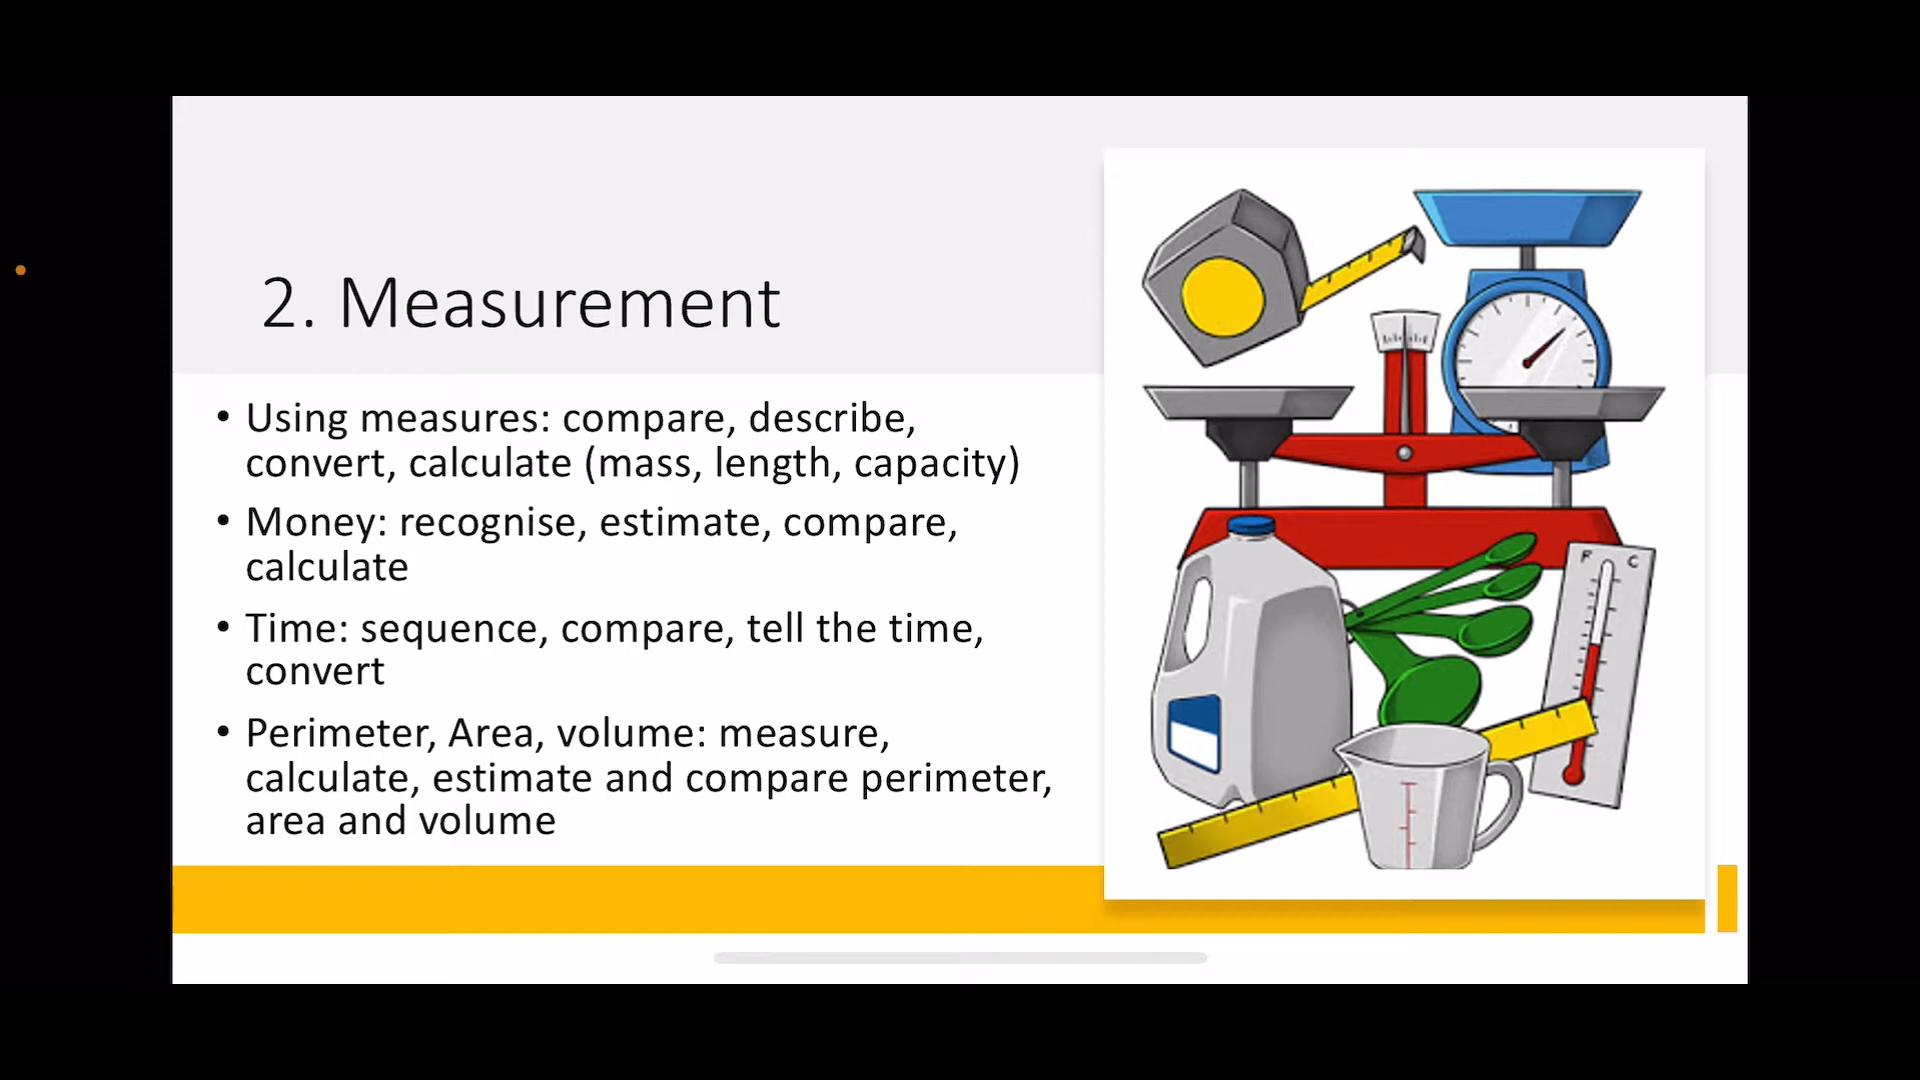 2. Measurement
• Using measures: compare, describe,
convert, calculate (mass, length, capacity)
• Money: recognise, estimate, compare,
calculate
• Time: sequence, compare, tell the time,
convert
• Perimeter, Area, volume: measure,
calculate, estimate and compare perimeter,
area and volume
F C